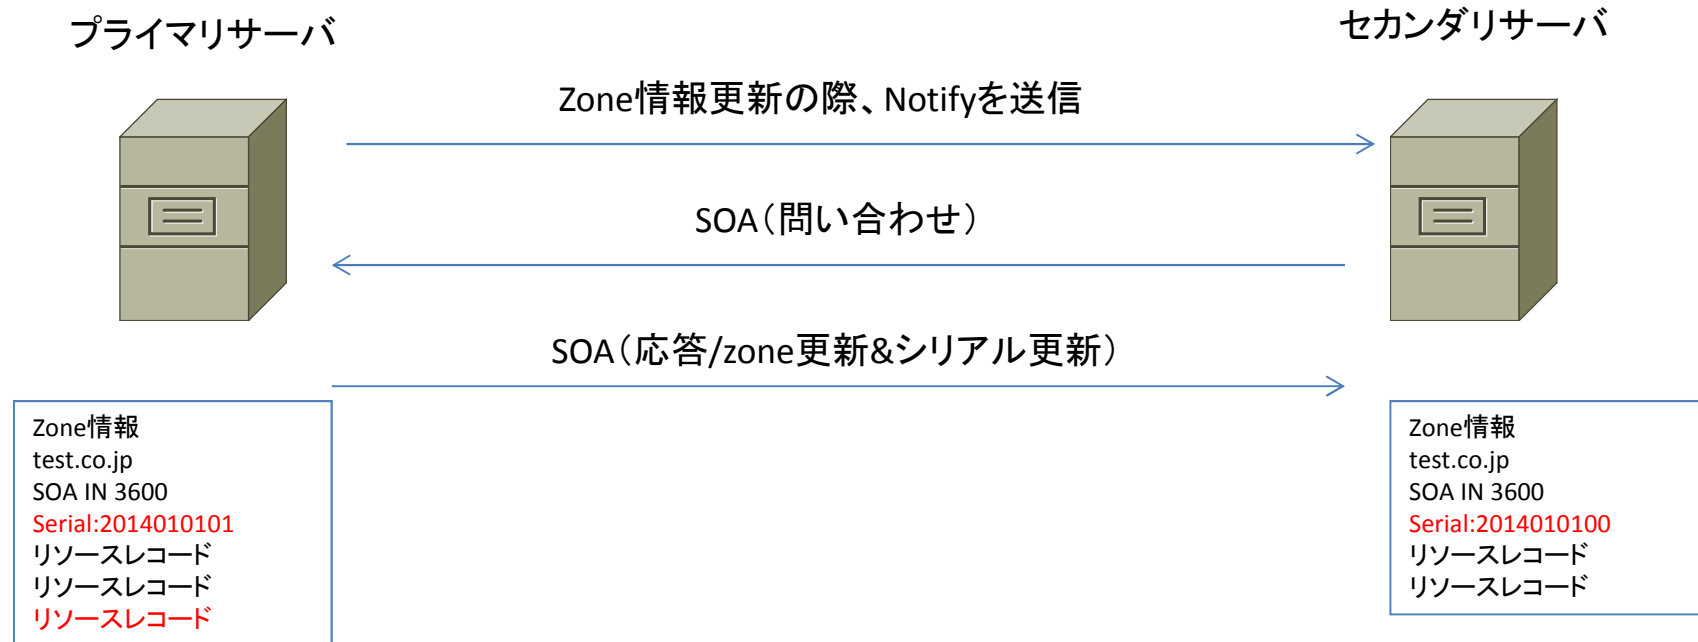 プライマリサーバ
セカンダリサーバ
Zone情報更新の際、Notifyを送信
SOA(問い合わせ)
SOA(応答/zone更新&シリアル更新)
Zone情報
test.co.jp
SOA IN 3600
Serial:2014010101
リソースレコード
リソースレコード
リソースレコード
Zone情報
test.co.jp
SOA IN 3600
Serial:2014010100
リソースレコード
リソースレコード